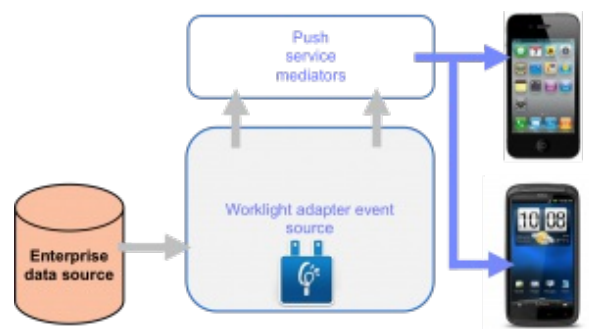 Push
service
mediators
Worklight adapter event
source
Enterprise
data source
10 08